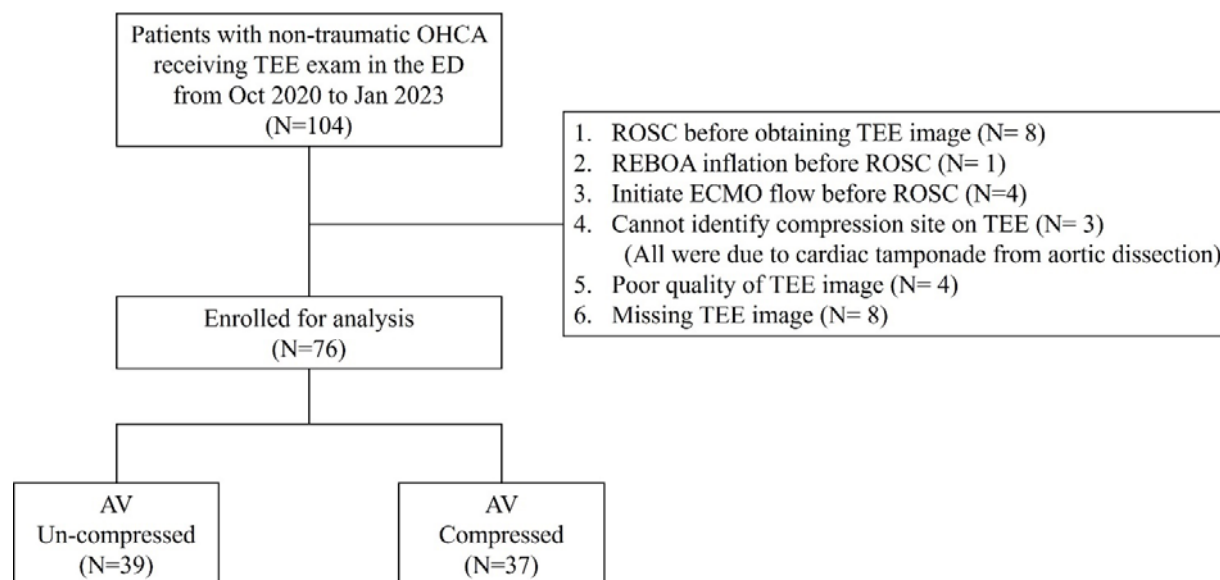 Patients with non-traumatic OHCA
receiving TEE exam in the ED
from Oct 2020 to Jan 2023
(N=104)
1. ROSC before obtaining TEE image (N= 8)
2. REBOA inflation before ROSC (N= 1)
3. Initiate ECMO flow before ROSC (N=4)
4. Cannot identify compression site on TEE (N= 3)
(All were due to cardiac tamponade from aortic dissection)
5. Poor quality of TEE image (N= 4)
6. Missing TEE image (N= 8)
Enrolled for analysis
(N=76)
AV
Un-compressed
(N=39)
AV
Compressed
(N=37)